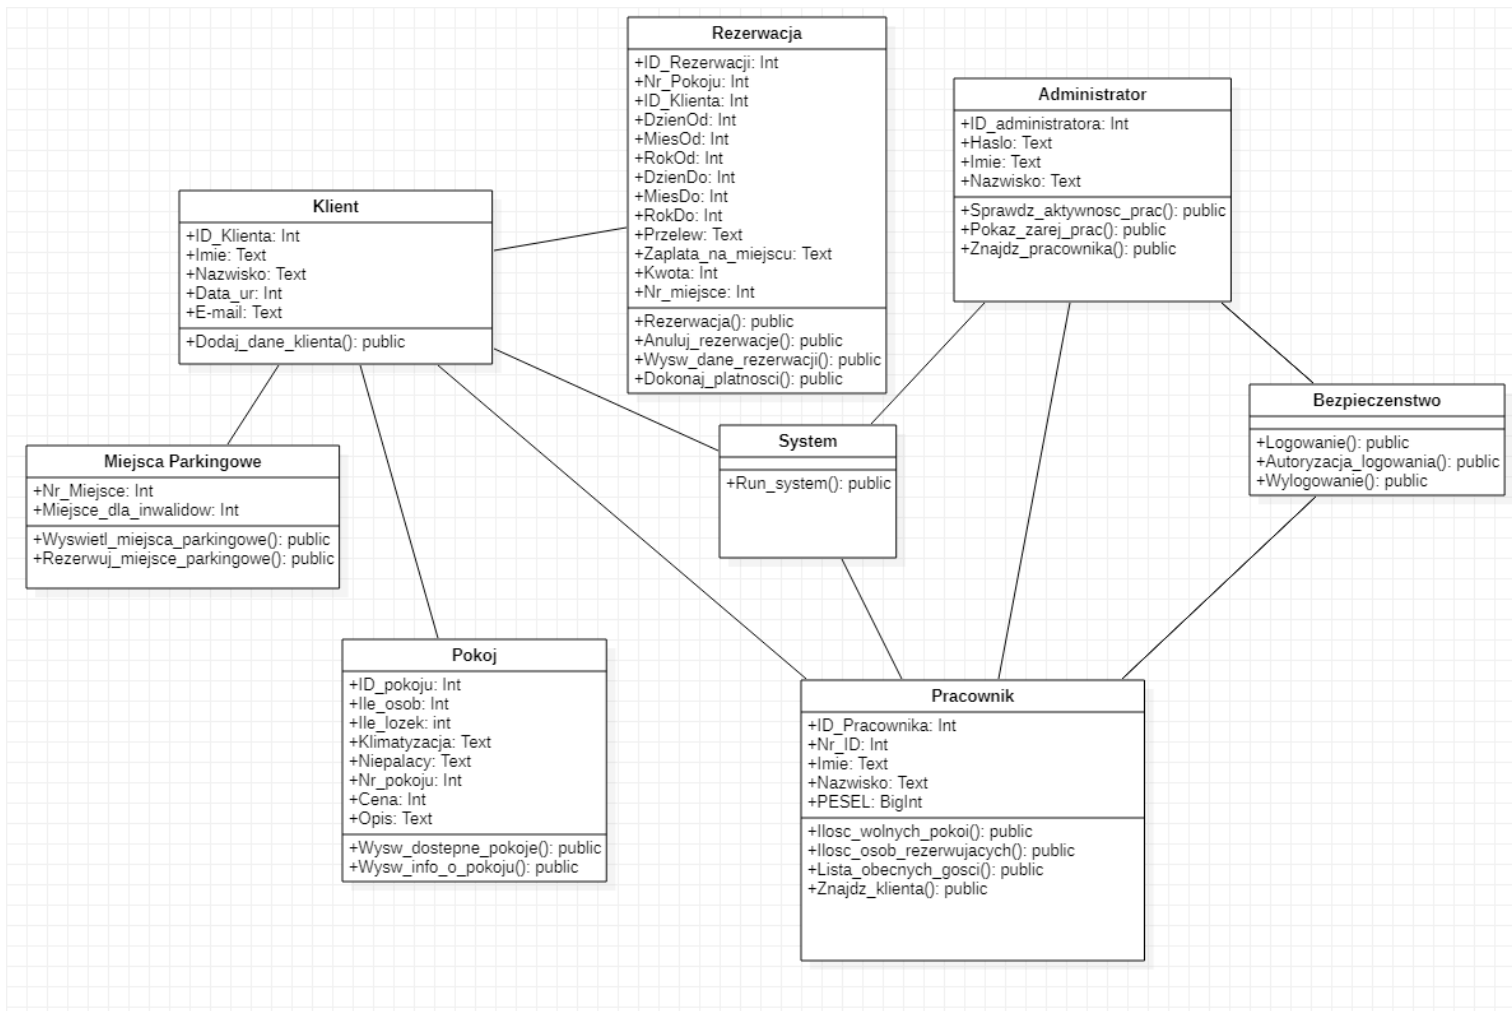 Rezerwacja
+ID_Rezerwacji: Int
+Nr_Pokoju: Int
+ID_Klienta: Int
+DzienOd: Int
+MiesOd: Int
+RokOd: Int
+DzienDo: Int
+MiesDo: Int
+RokDo: Int
+Przelew: Text
+Zaplata_na_miejscu: Text
+Kwota: Int
+Nr_miejsce: Int
+Rezerwacja(): public
+Anuluj_rezerwacje(): public
+Wysw_dane_rezerwacji(): public
+Dokonaj_platnosci(): public
Administrator
+ID_administratora: Int
+Haslo: Text
+Imie: Text
+Nazwisko: Text
+Sprawdz_aktywnosc_prac(): public
+Pokaz_zarej_prac(): public
+Znajdz_pracownika(): public
Klient
+ID_Klienta: Int
+Imie: Text
+Nazwisko: Text
+Data_ur: Int
+E-mail: Text
+Dodaj_dane_klienta(): public
Bezpieczenstwo
+Logowanie(): public
+Autoryzacja_logowania(): public
+Wylogowanie(): public
System
+Run_system(): public
Miejsca Parkingowe
+Nr_Miejsce: Int
+Miejsce_dla_inwalidow: Int
+Wyswietl_miejsca_parkingowe(): public
+Rezerwuj_miejsce_parkingowe(): public
Pokoj
+ID_pokoju: Int
+Ile_osob: Int
+Ile_lozek: int
+Klimatyzacja: Text
+Niepalacy: Text
+Nr_pokoju: Int
+Cena: Int
+Opis: Text
+Wysw_dostepne_pokoje(): public
+Wysw_info_o_pokoju(): public
Pracownik
+ID_Pracownika: Int
+Nr_ID: Int
+Imie: Text
+Nazwisko: Text
+PESEL: BigInt
+Ilosc_wolnych_pokoi(): public
+Ilosc_osob_rezerwujacych(): public
+Lista_obecnych_gosci(): public
+Znajdz_klienta(): public